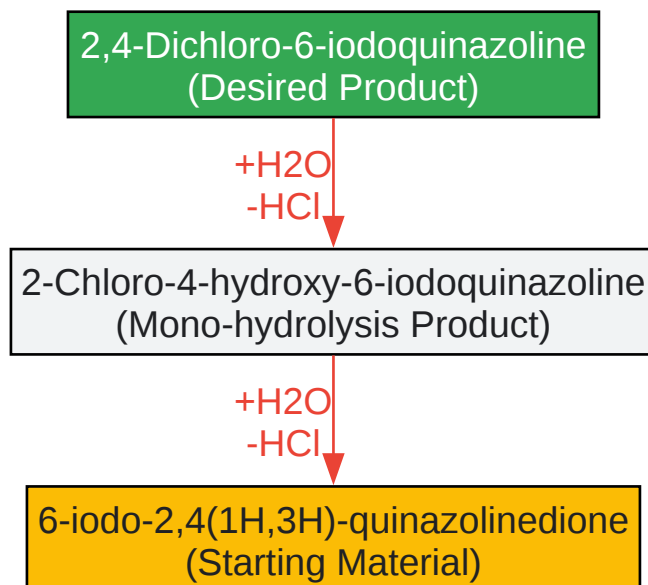 2,4-Dichloro-6-iodoquinazoline
(Desired Product)
+H2O
-HCl
2-Chloro-4-hydroxy-6-iodoquinazoline
(Mono-hydrolysis Product)
+H2O
-HCl
6-iodo-2,4(1H,3H)-quinazolinedione
(Starting Material)